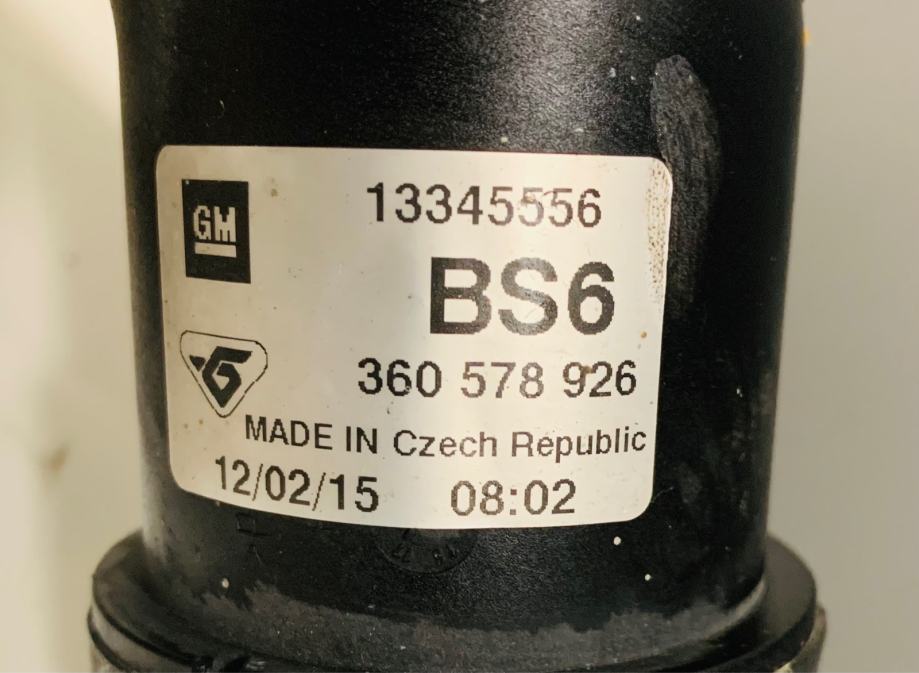 GM
13345556
BS6
360 578 926
MADE IN Czech Republic
12/02/15 08:02